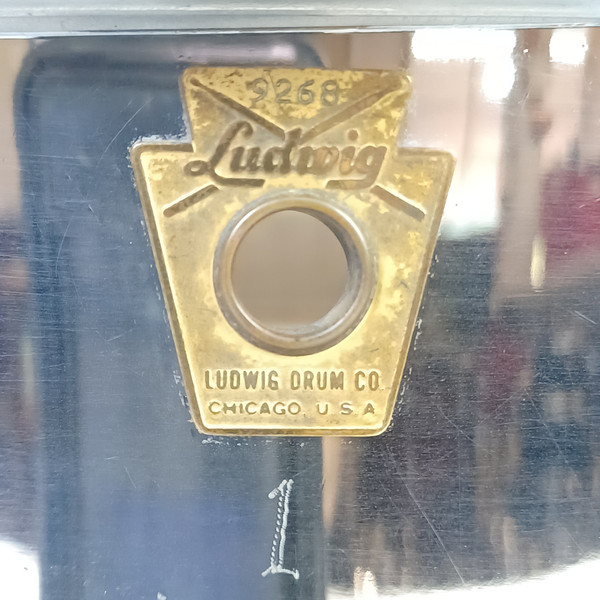 9268
Ludwig
LUDWIG DRUM CO
CHICAGO, U S A
1